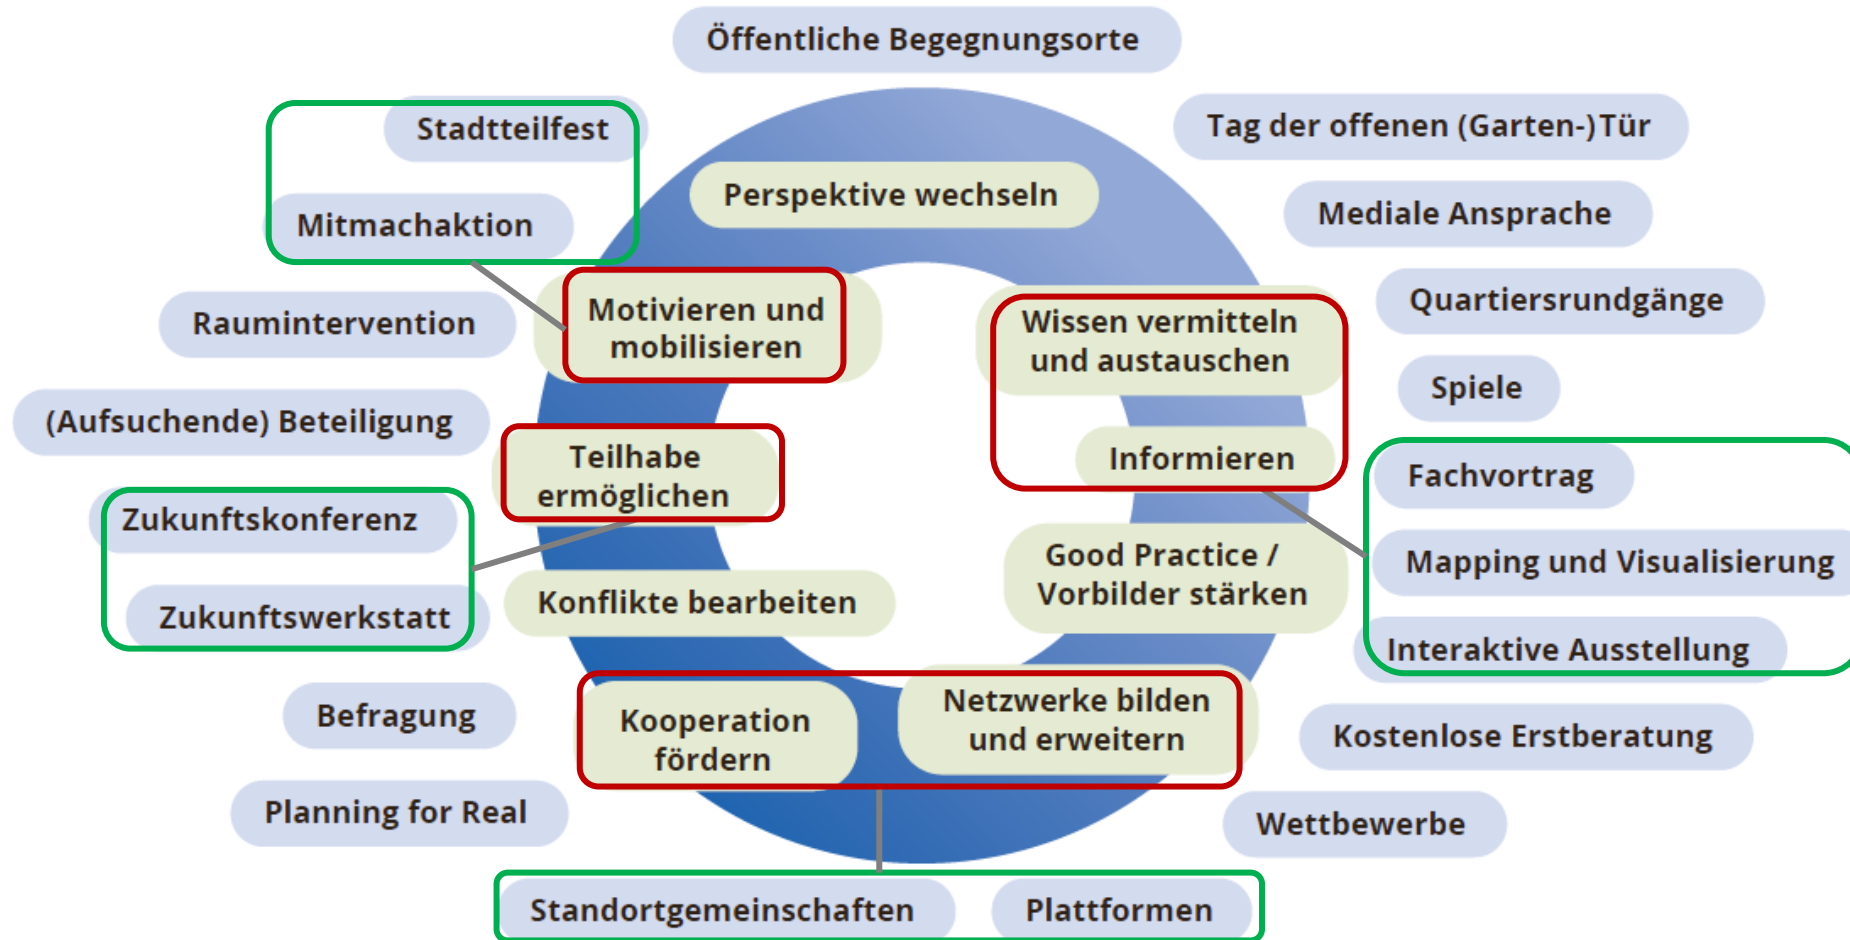 Öffentliche Begegnungsorte
Stadtteilfest
Tag der offenen (Garten-)Tür
Perspektive wechseln
Mitmachaktion
Mediale Ansprache
Raumintervention
Motivieren und
mobilisieren
Wissen vermitteln
und austauschen
Quartiersrundgänge
Spiele
(Aufsuchende) Beteiligung
Teilhabe
ermöglichen
Informieren
Fachvortrag
Zukunftskonferenz
Good Practice /
Vorbilder stärken
Mapping und Visualisierung
Zukunftswerkstatt
Konflikte bearbeiten
Interaktive Ausstellung
Befragung
Kooperation
fördern
Netzwerke bilden
und erweitern
Kostenlose Erstberatung
Planning for Real
Wettbewerbe
Standortgemeinschaften
Plattformen